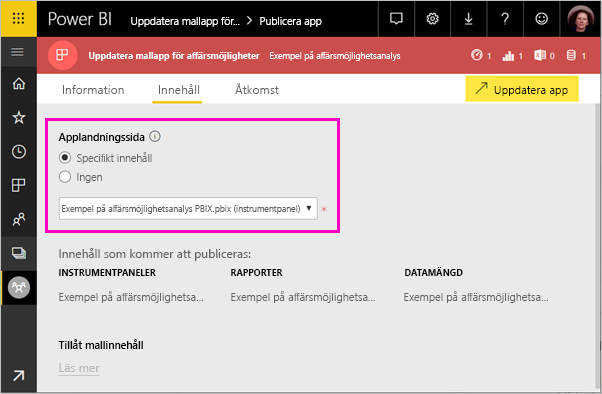 Power BI Uppdatera mallapp för... > Publicera app
Uppdatera mallapp för affärsmöjligheter Exempel på affärsmöjlighetsanalys 1 1 0 1
Information Innehåll Åtkomst Uppdatera app
Applandningssida
Specifikt innehåll
Ingen
Exempel på affärsmöjlighetsanalys PBIX.pbix (instrumentpanel) *
Innehåll som kommer att publiceras:
INSTRUMENTPANELER RAPPORTER DATAMÄNGD
Exempel på affärsmöjlighetsa... Exempel på affärsmöjlighetsa... Exempel på affärsmöjlighetsa...
Tillåt mallinnehåll
Läs mer